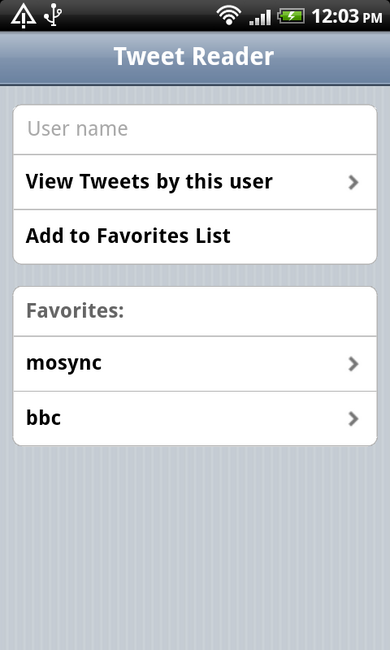 12:03 PM
Tweet Reader
User name
View Tweets by this user
Add to Favorites List
Favorites:
mosync
bbc